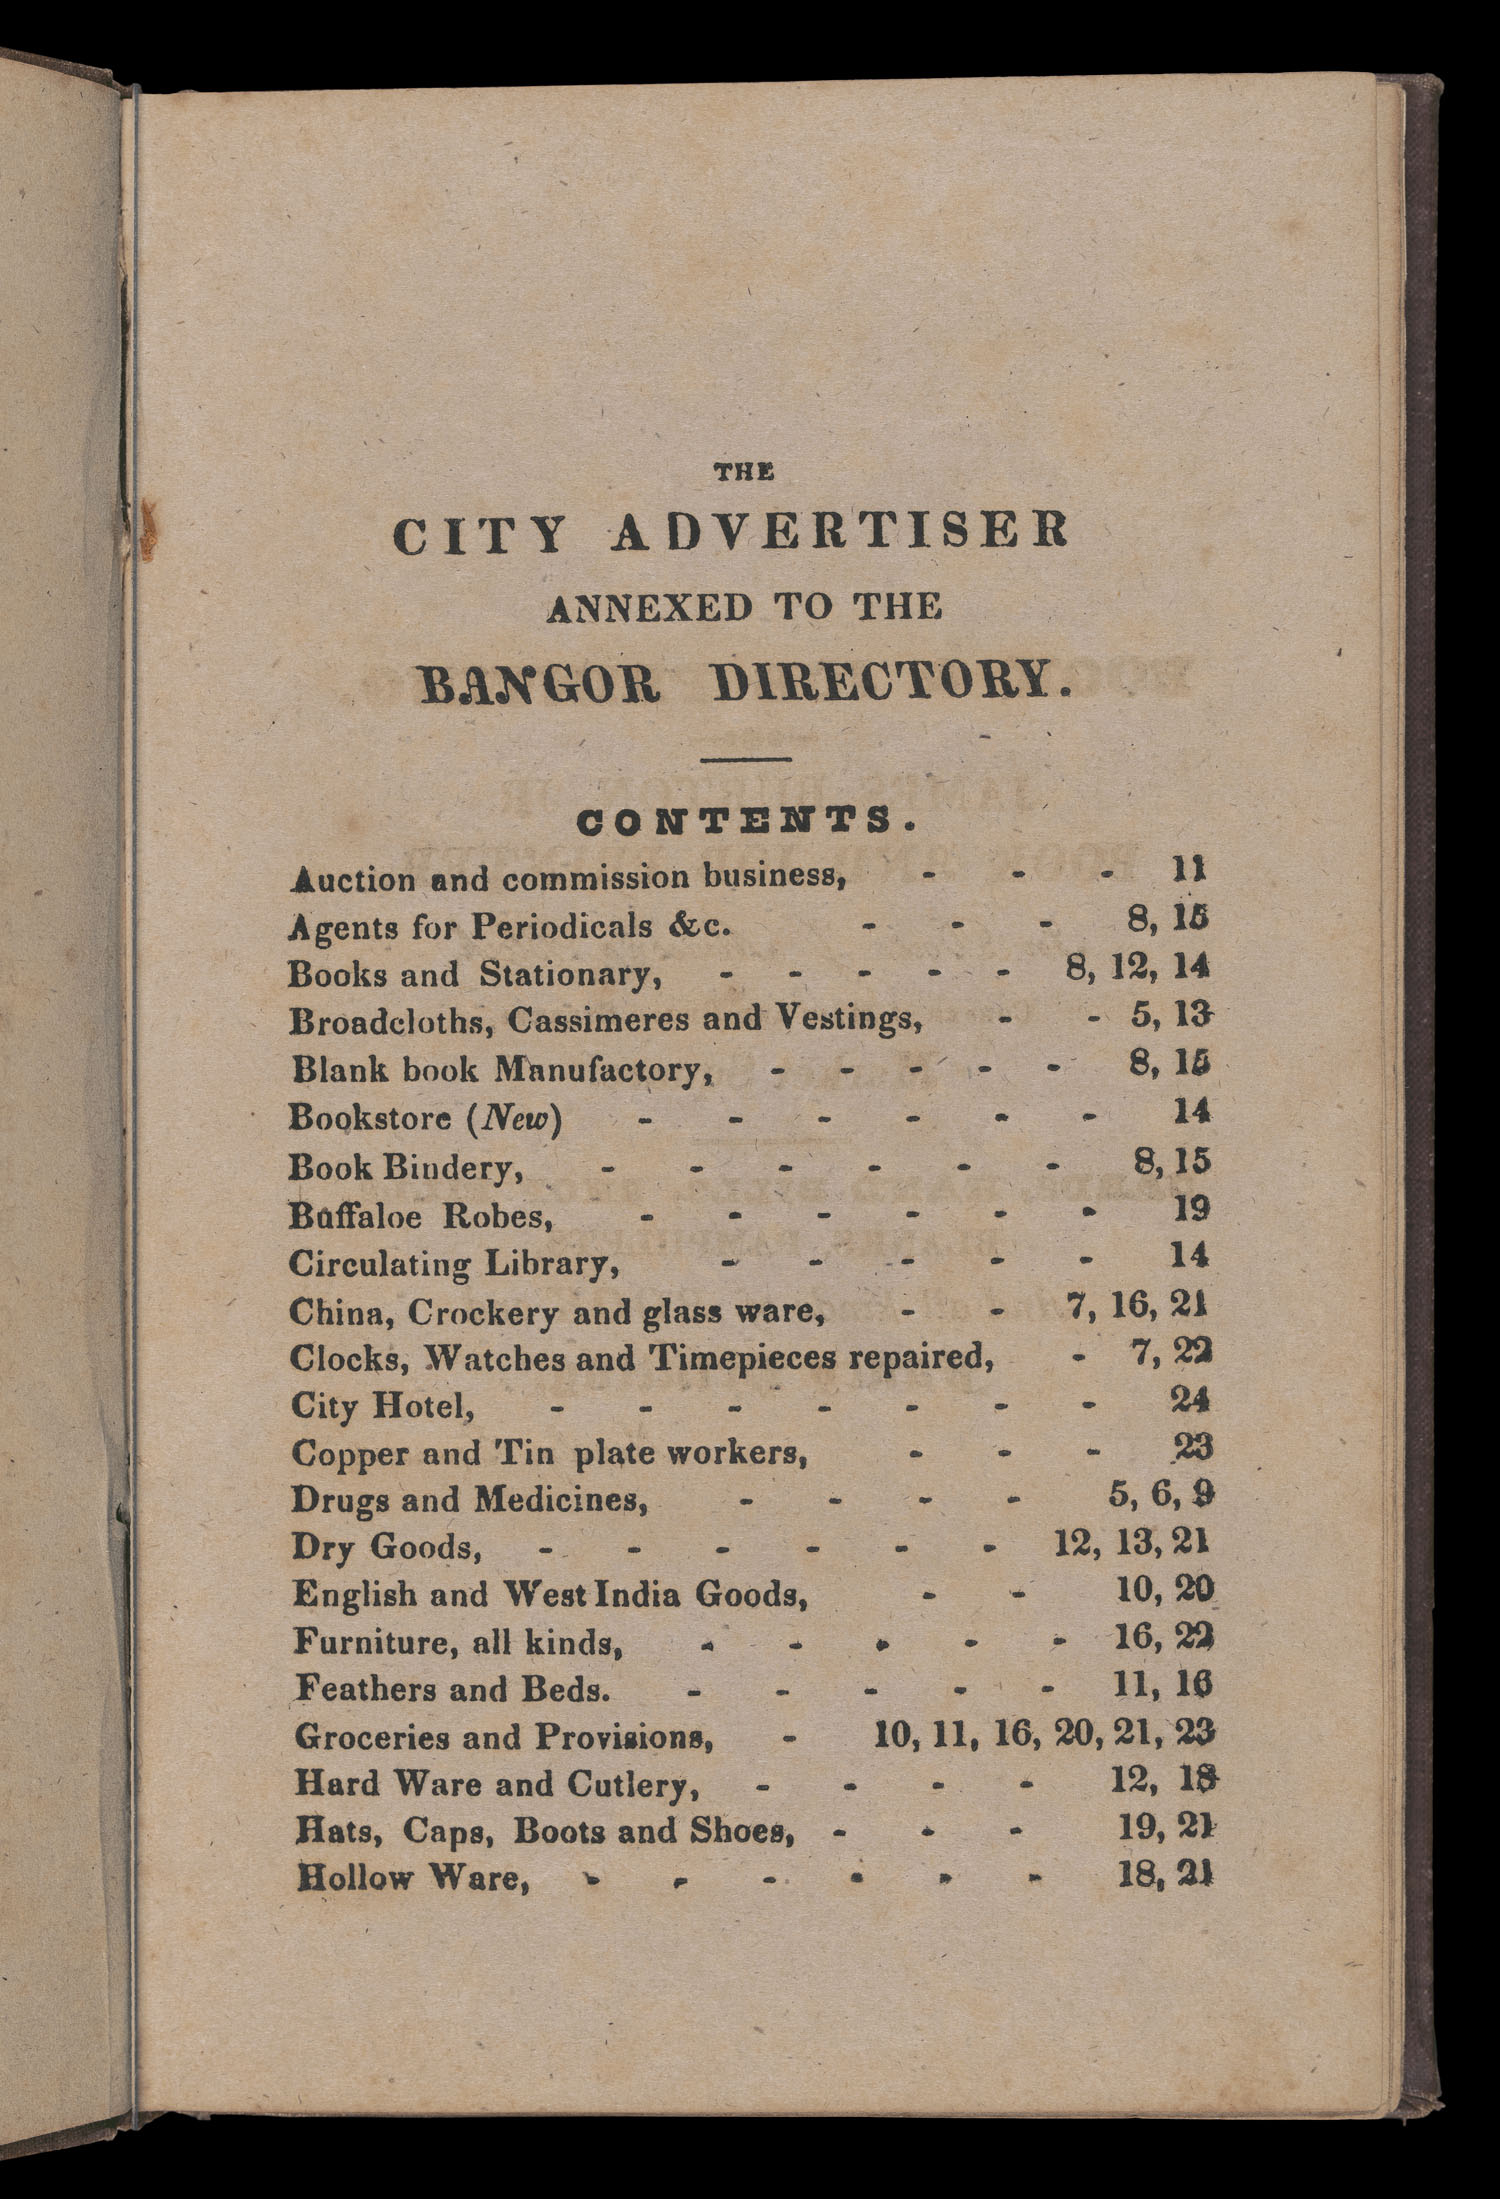 THE
CITY ADVERTISER
ANNEXED TO THE
BANGOR DIRECTORY.
CONTENTS.
Auction and commission business, - - - 11
Agents for Periodicals &c. - - - 8, 15
Books and Stationary, - - - - - 8, 12, 14
Broadcloths, Cassimeres and Vestings, - - 5, 13
Blank book Manufactory, - - - - - 8, 15
Bookstore (New) - - - - - - 14
Book Bindery, - - - - - - 8, 15
Buffaloe Robes, - - - - - - 19
Circulating Library, - - - - - 14
China, Crockery and glass ware, - - 7, 16, 21
Clocks, Watches and Timepieces repaired, - 7, 22
City Hotel, - - - - - - - 24
Copper and Tin plate workers, - - - 23
Drugs and Medicines, - - - - 5, 6, 9
Dry Goods, - - - - - - 12, 13, 21
English and West India Goods, - - 10, 20
Furniture, all kinds, - - - - - 16, 22
Feathers and Beds. - - - - - 11, 16
Groceries and Provisions, - 10, 11, 16, 20, 21, 23
Hard Ware and Cutlery, - - - - 12, 18
Hats, Caps, Boots and Shoes, - - - 19, 21
Hollow Ware, - - - - - - 18, 21